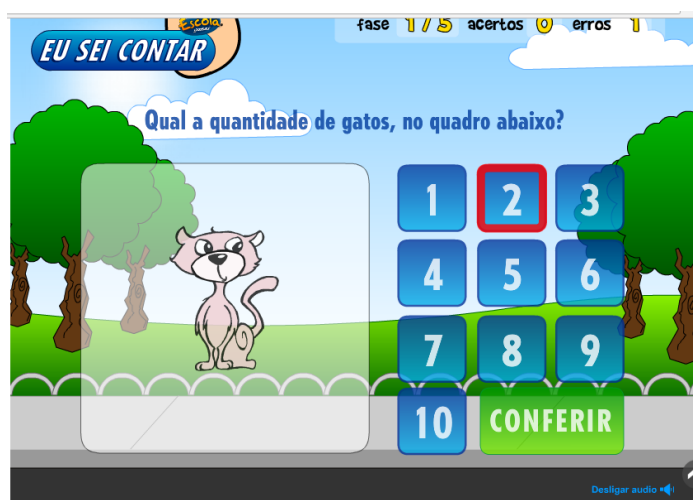 Escola
fase 1/5 acertos 0 erros 1
EU SEI CONTAR
Qual a quantidade de gatos, no quadro abaixo?
1 2 3
4 5 6
7 8 9
10 CONFERIR
Desligar audio